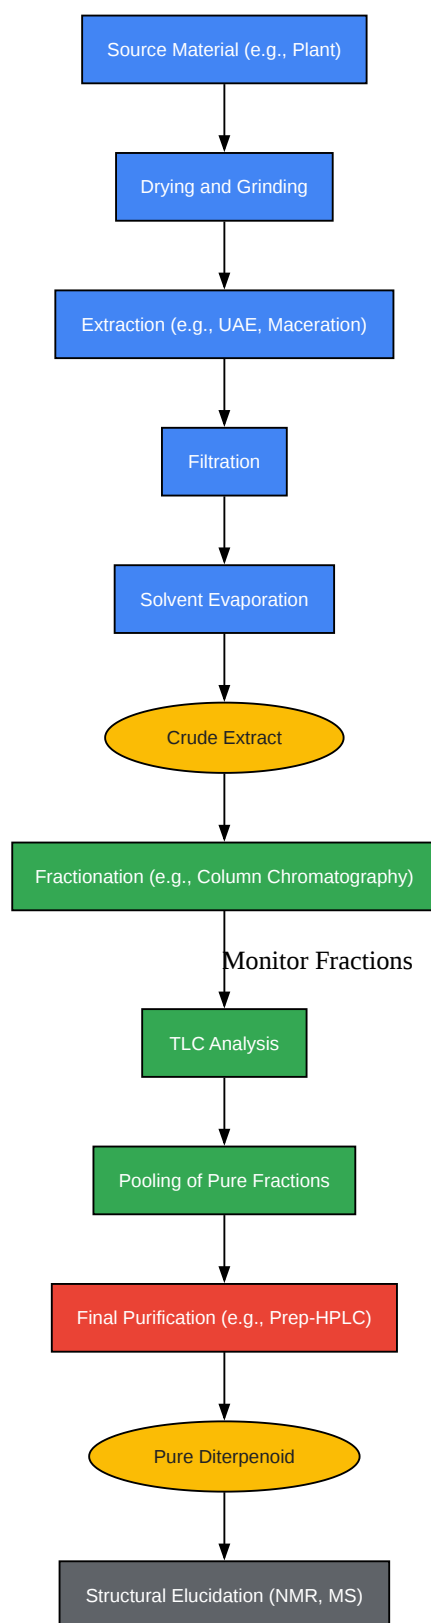 Source Material (e.g., Plant)
Drying and Grinding
Extraction (e.g., UAE, Maceration)
Filtration
Solvent Evaporation
Crude Extract
Fractionation (e.g., Column Chromatography)
Monitor Fractions
TLC Analysis
Pooling of Pure Fractions
Final Purification (e.g., Prep-HPLC)
Pure Diterpenoid
Structural Elucidation (NMR, MS)